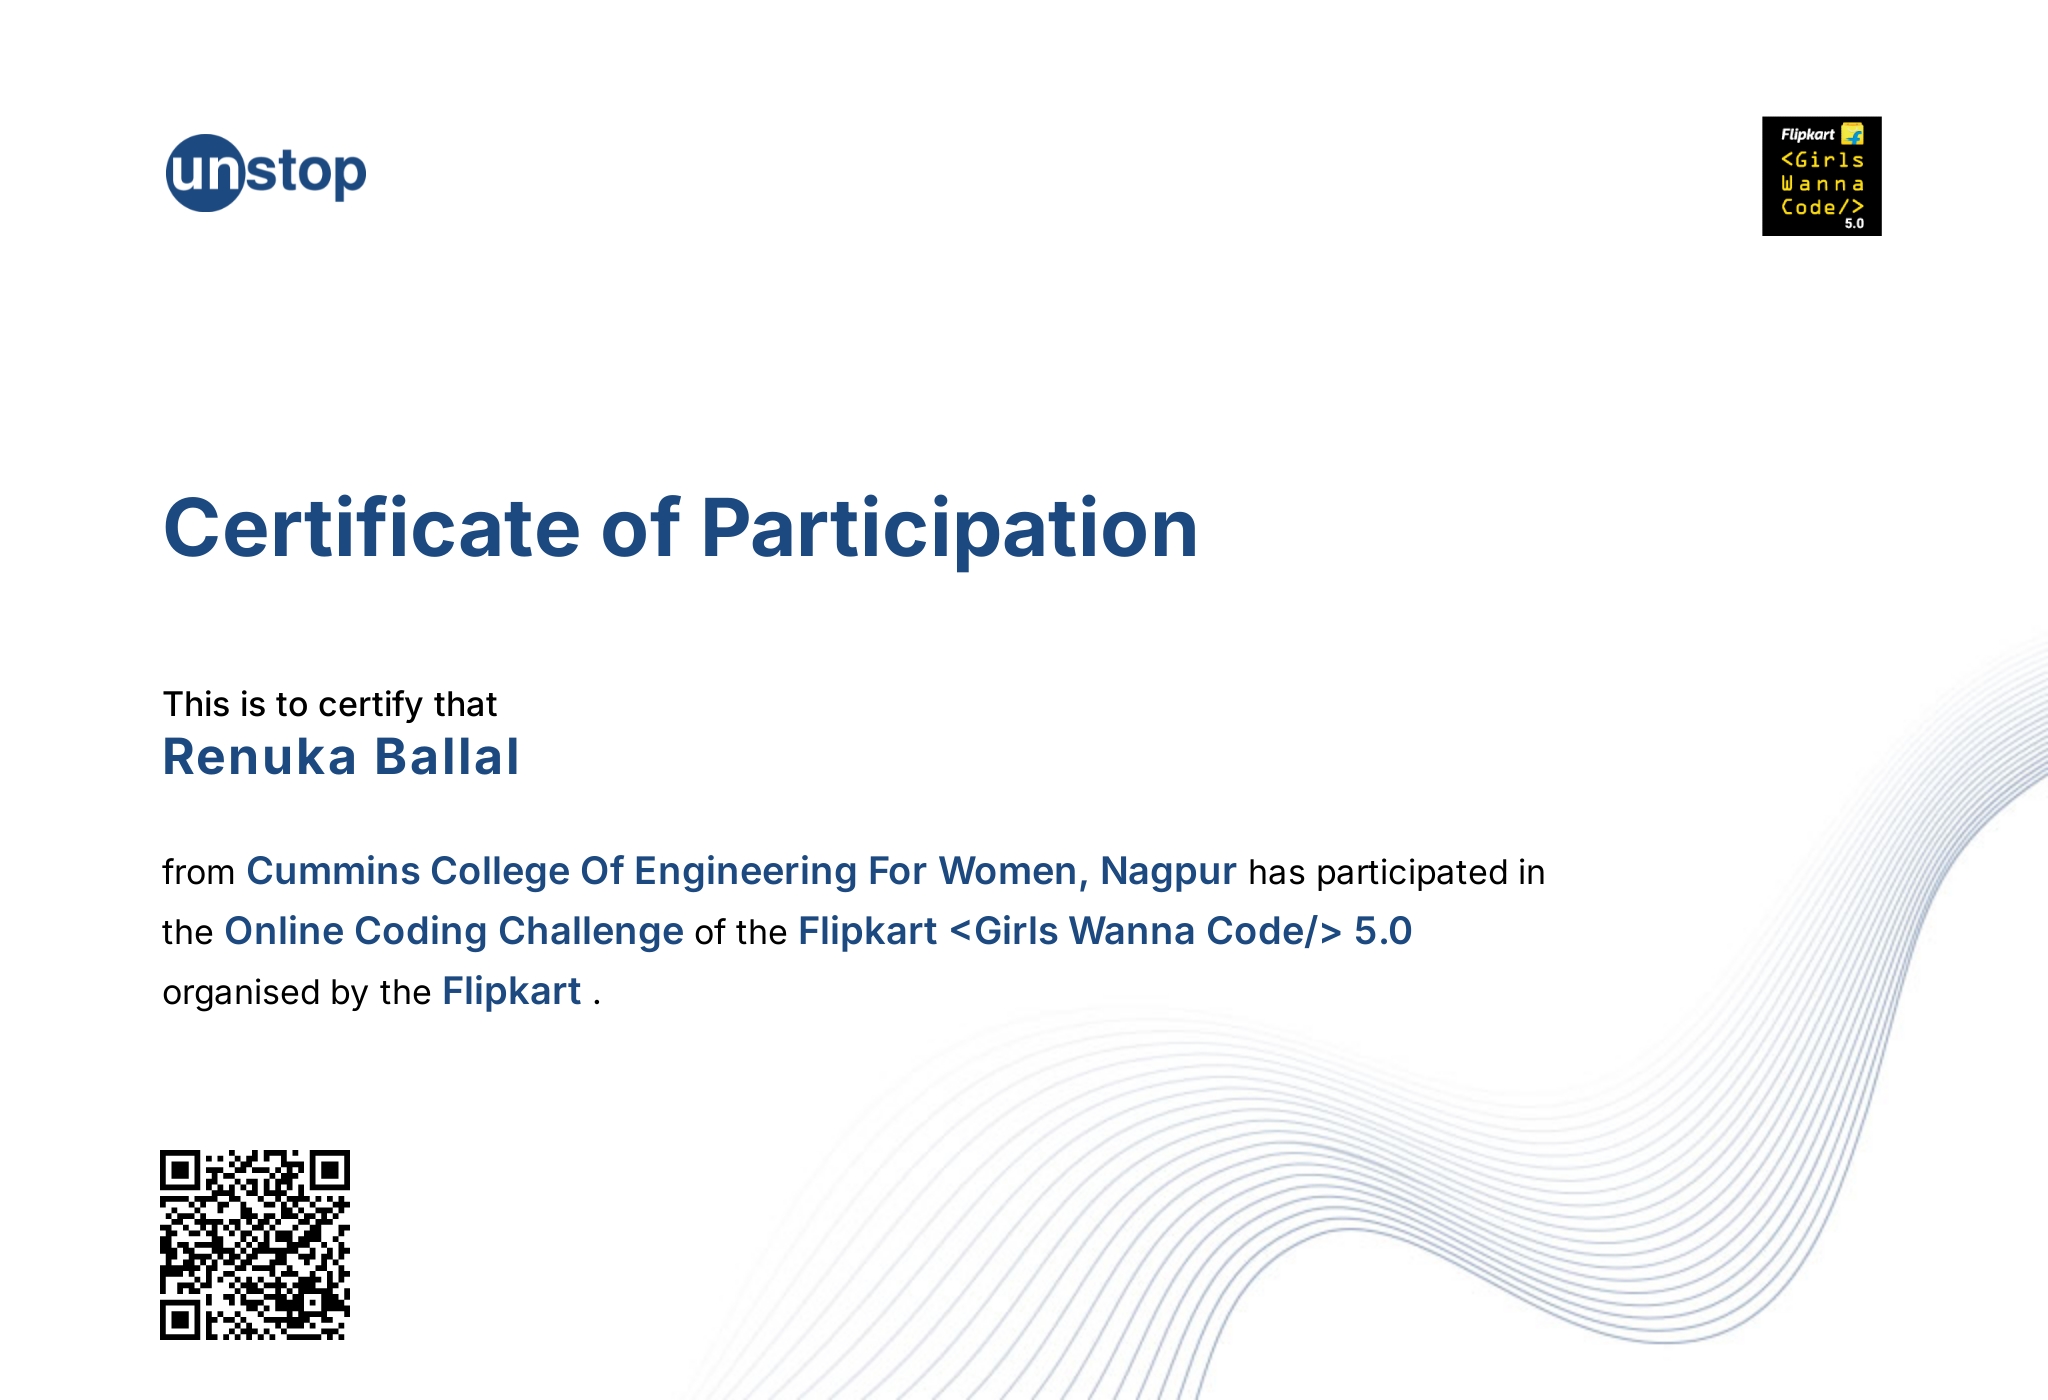 unstop
Flipkart
<Girls
Wanna
Code/>
5.0
Certificate of Participation
This is to certify that
Renuka Ballal
from Cummins College Of Engineering For Women, Nagpur has participated in
the Online Coding Challenge of the Flipkart <Girls Wanna Code/> 5.0
organised by the Flipkart .